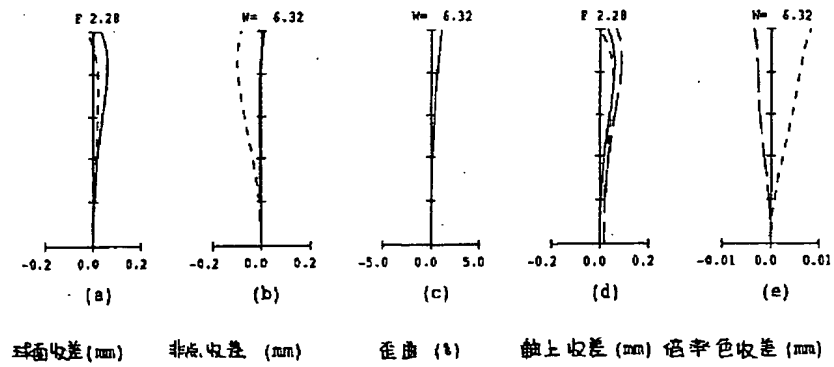 F 2.28
W= 6.32
W= 6.32
F 2.28
W= 6.32
-0.2 0.0 0.2
-0.2 0.0 0.2
-5.0 0.0 5.0
-0.2 0.0 0.2
-0.01 0.0 0.01
(a)
(b)
(c)
(d)
(e)
球面収差(mm)
非点収差 (mm)
歪曲 (%)
軸上収差(mm)
倍率色収差(mm)